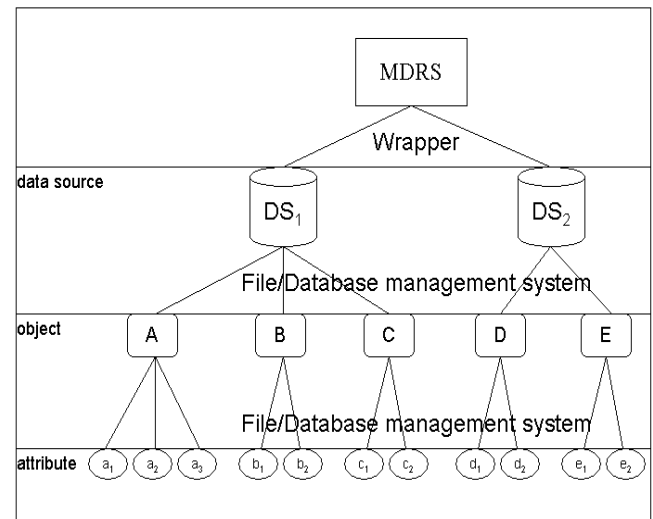 MDRS
Wrapper
data source
DS₁ DS₂
File/Database management system
object
A B C D E
File/Database management system
attribute a₁ a₂ a₃ b₁ b₂ c₁ c₂ d₁ d₂ e₁ e₂